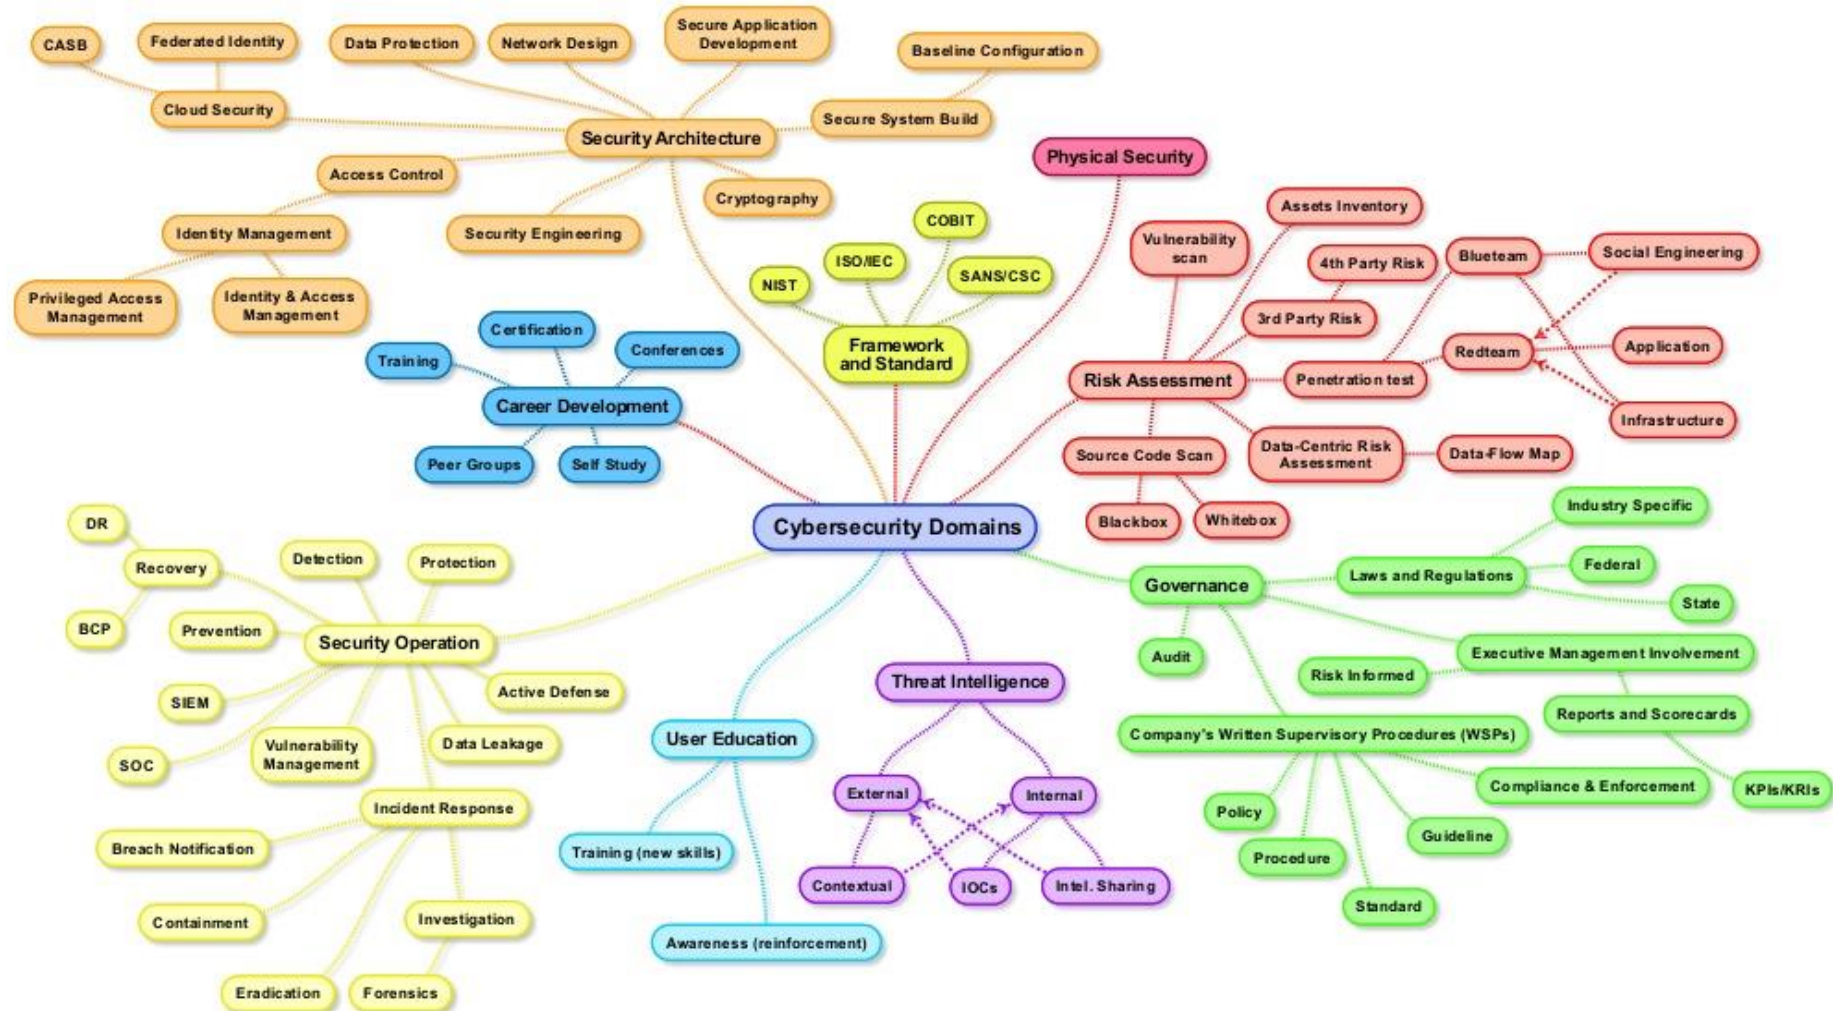 CASB
Federated Identity
Data Protection
Network Design
Secure Application
Development
Baseline Configuration
Cloud Security
Secure System Build
Security Architecture
Access Control
Cryptography
Identity Management
Security Engineering
Privileged Access
Management
Identity & Access
Management
Physical Security
COBIT
ISO/IEC
NIST
SANS/CSC
Framework
and Standard
Certification
Training
Conferences
Career Development
Peer Groups
Self Study
Assets Inventory
Vulnerability
scan
4th Party Risk
Blueteam
Social Engineering
3rd Party Risk
Redteam
Application
Risk Assessment
Penetration test
Infrastructure
Source Code Scan
Data-Centric Risk
Assessment
Data-Flow Map
Blackbox
Whitebox
Cybersecurity Domains
DR
Recovery
Detection
Protection
BCP
Prevention
Security Operation
SIEM
Active Defense
SOC
Vulnerability
Management
Data Leakage
Incident Response
Breach Notification
Containment
Investigation
Eradication
Forensics
User Education
Training (new skills)
Awareness (reinforcement)
Threat Intelligence
External
Internal
Contextual
IOCs
Intel. Sharing
Industry Specific
Governance
Laws and Regulations
Federal
State
Audit
Executive Management Involvement
Risk Informed
Reports and Scorecards
Company's Written Supervisory Procedures (WSPs)
Compliance & Enforcement
KPIs/KRIs
Policy
Guideline
Procedure
Standard